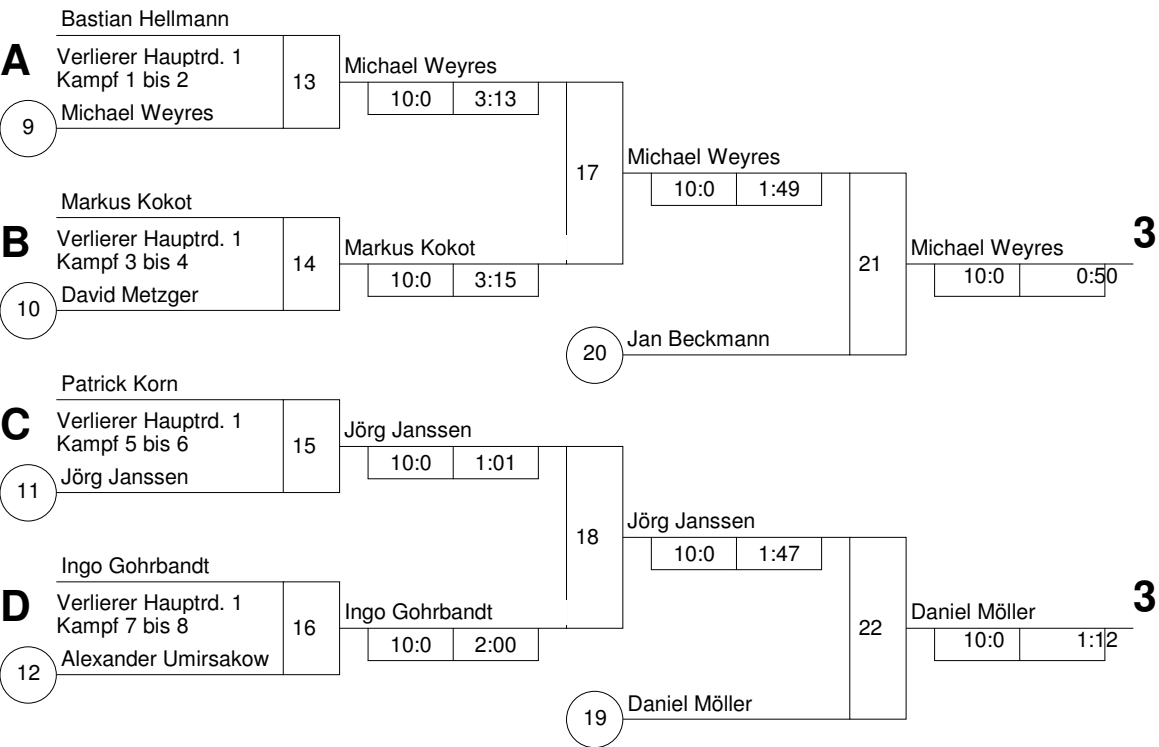 Bastian Hellmann
A
Verlierer Hauptrd. 1
Kampf 1 bis 2
13
Michael Weyres
10:0 3:13
9
Michael Weyres
17
Michael Weyres
10:0 1:49
Markus Kokot
B
Verlierer Hauptrd. 1
Kampf 3 bis 4
14
Markus Kokot
10:0 3:15
10
David Metzger
21
Michael Weyres
10:0 0:50
3
20
Jan Beckmann
Patrick Korn
C
Verlierer Hauptrd. 1
Kampf 5 bis 6
15
Jörg Janssen
10:0 1:01
11
Jörg Janssen
18
Jörg Janssen
10:0 1:47
Ingo Gohrbandt
D
Verlierer Hauptrd. 1
Kampf 7 bis 8
16
Ingo Gohrbandt
10:0 2:00
12
Alexander Umirsakow
22
Daniel Möller
10:0 1:12
3
19
Daniel Möller